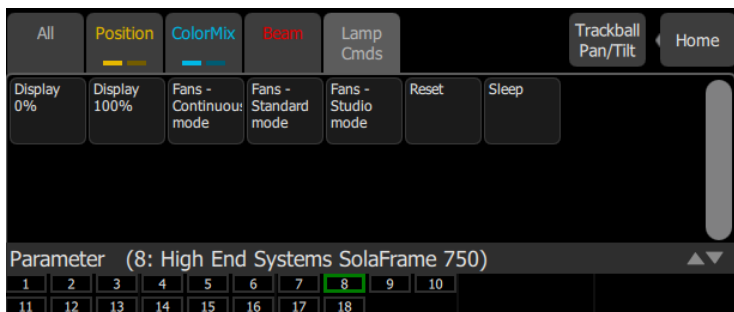 All Position ColorMix Beam Lamp Cmds Trackball Pan/Tilt Home
Display 0% Display 100% Fans - Continuous mode Fans - Standard mode Fans - Studio mode Reset Sleep
Parameter (8: High End Systems SolaFrame 750)
1 2 3 4 5 6 7 8 9 10
11 12 13 14 15 16 17 18